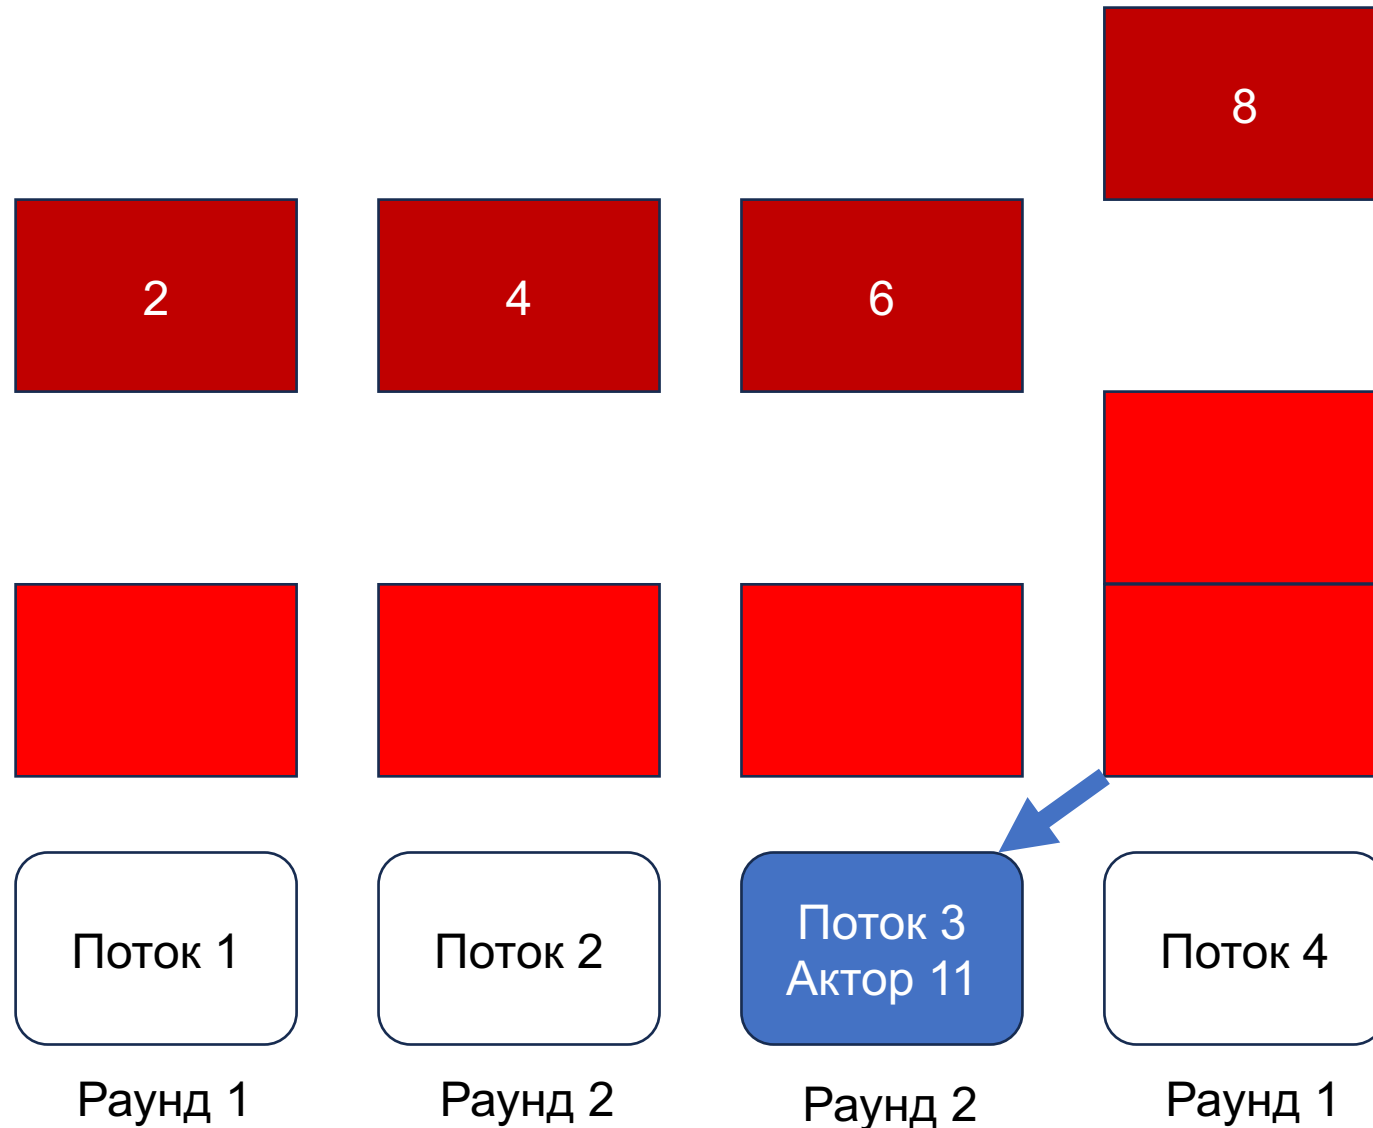 8
2
4
6
Поток 1
Поток 2
Поток 3
Актор 11
Поток 4
Раунд 1
Раунд 2
Раунд 2
Раунд 1